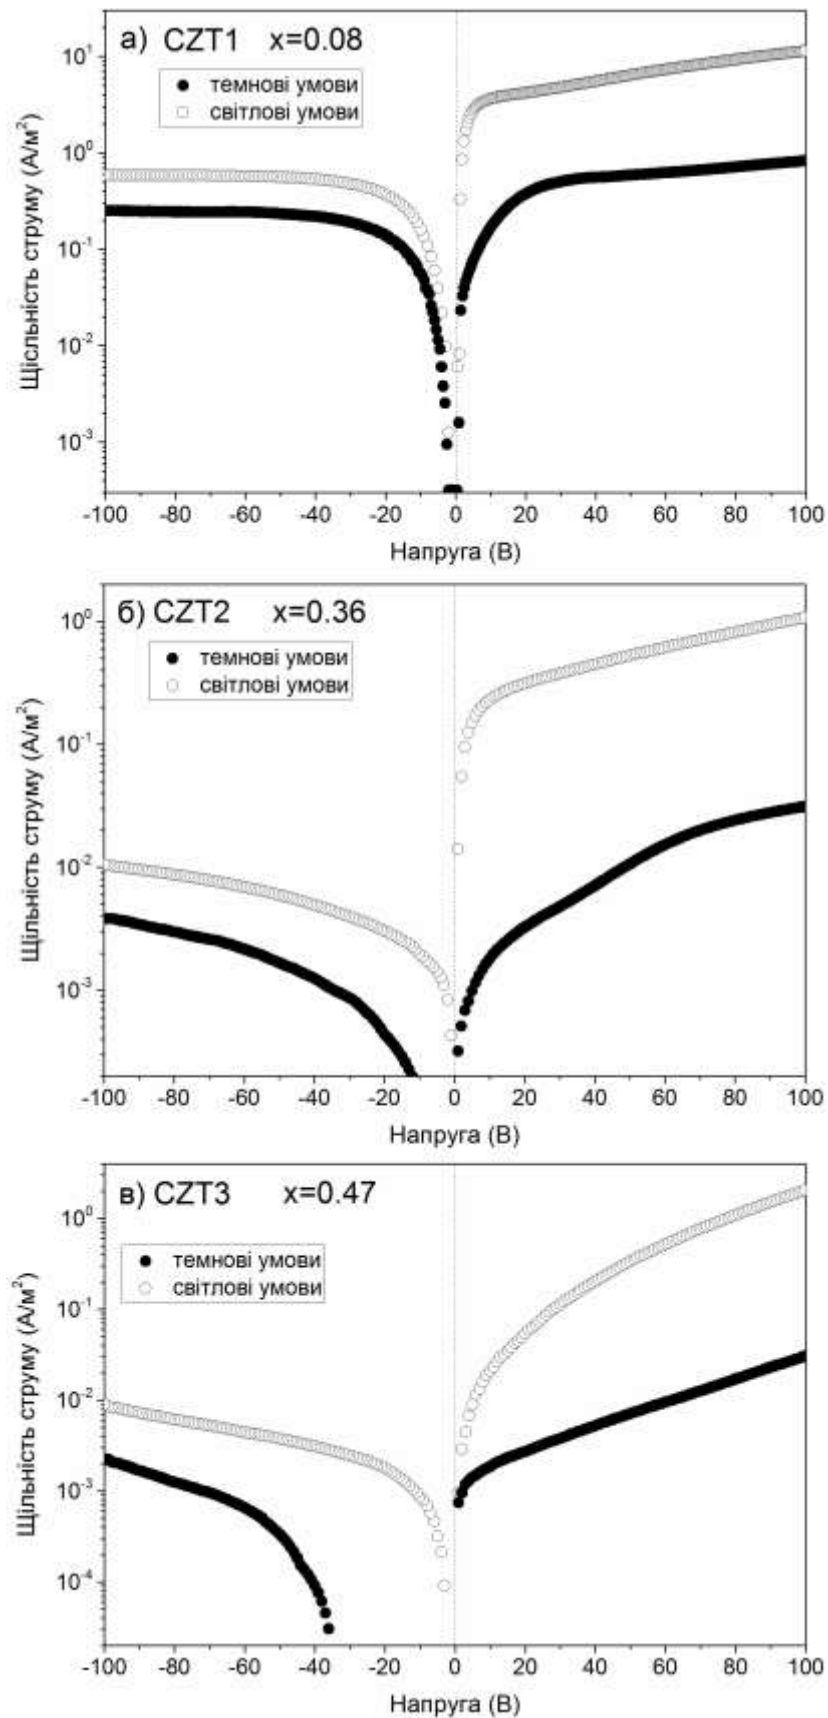 а) CZT1 x=0.08
темнові умови
світлові умови
Щісльність струму (А/м²)
10¹
10⁰
10⁻¹
10⁻²
10⁻³
-100 -80 -60 -40 -20 0 20 40 60 80 100
Напруга (В)
б) CZT2 x=0.36
темнові умови
світлові умови
Щільність струму (А/м²)
10⁰
10⁻¹
10⁻²
10⁻³
-100 -80 -60 -40 -20 0 20 40 60 80 100
Напруга (В)
в) CZT3 x=0.47
темнові умови
світлові умови
Щільність струму (А/м²)
10⁰
10⁻¹
10⁻²
10⁻³
10⁻⁴
-100 -80 -60 -40 -20 0 20 40 60 80 100
Напруга (В)